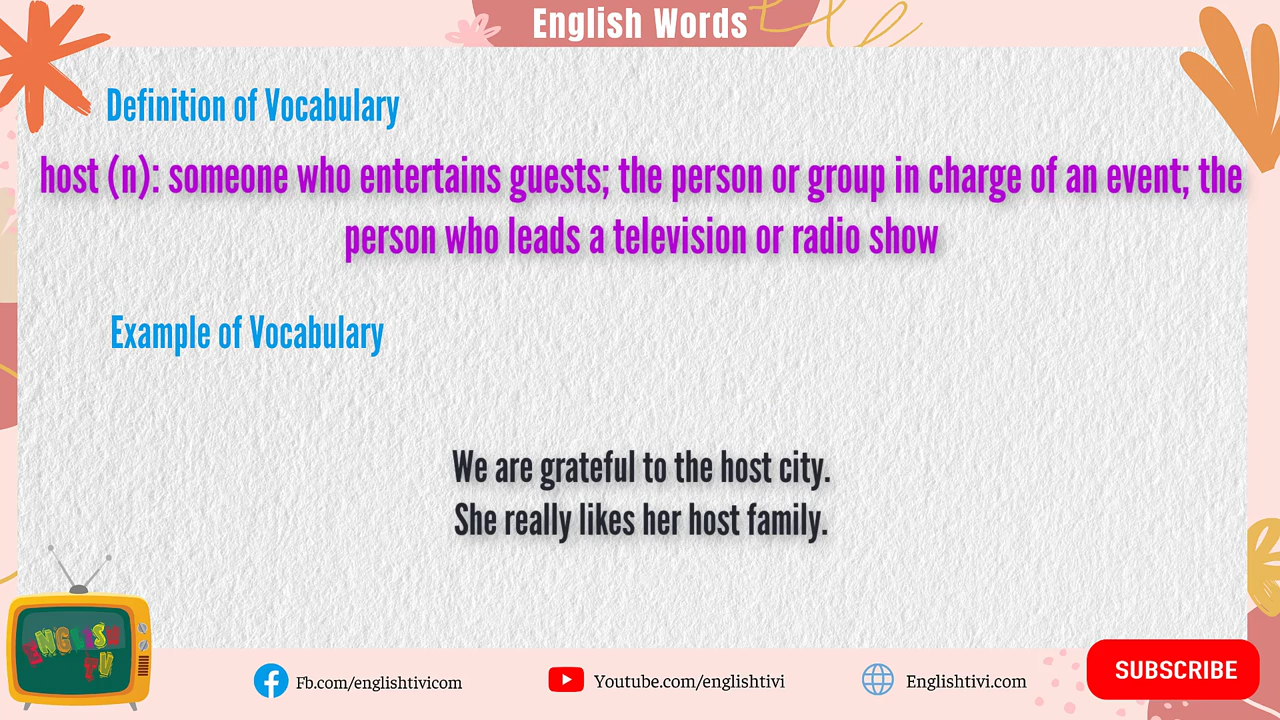 English Words
Definition of Vocabulary
host (n): someone who entertains guests; the person or group in charge of an event; the
person who leads a television or radio show
Example of Vocabulary
We are grateful to the host city.
She really likes her host family.
ENGLISH
TV
Fb.com/englishtivicom
Youtube.com/englishtivi
Englishtivi.com
SUBSCRIBE